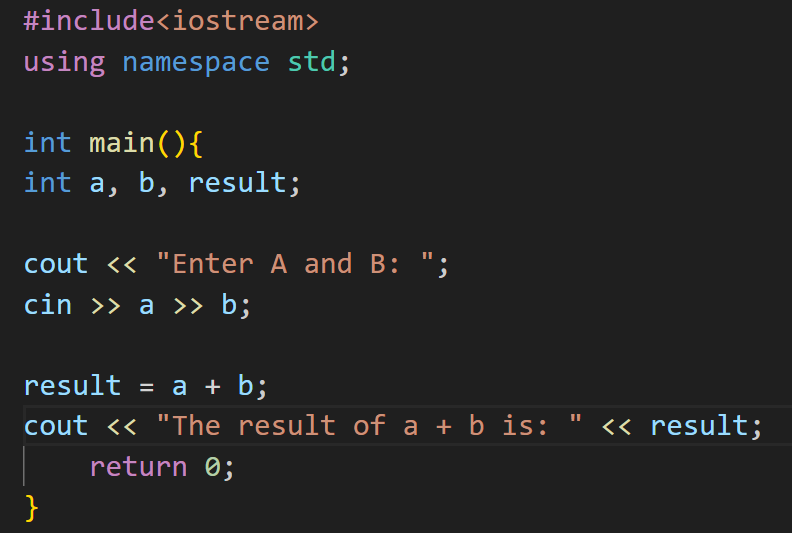 #include<iostream>
using namespace std;
int main(){
int a, b, result;
cout << "Enter A and B: ";
cin >> a >> b;
result = a + b;
cout << "The result of a + b is: " << result;
return 0;
}